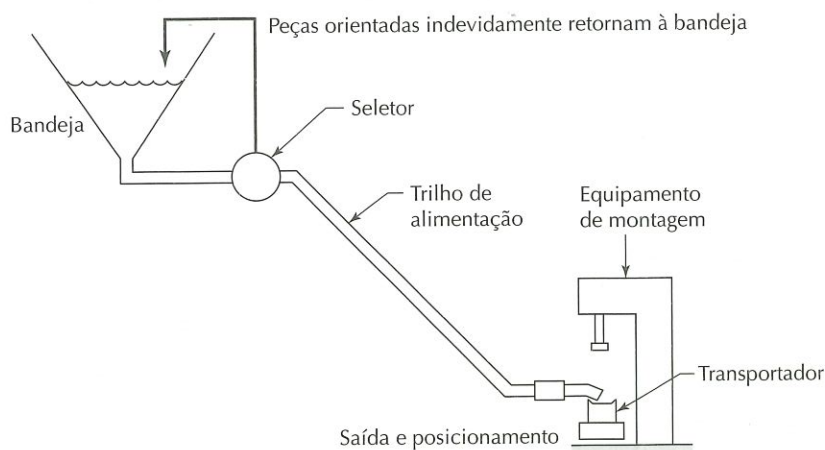 Peças orientadas indevidamente retornam à bandeja
Bandeja
Seletor
Trilho de
alimentação
Equipamento
de montagem
Transportador
Saída e posicionamento